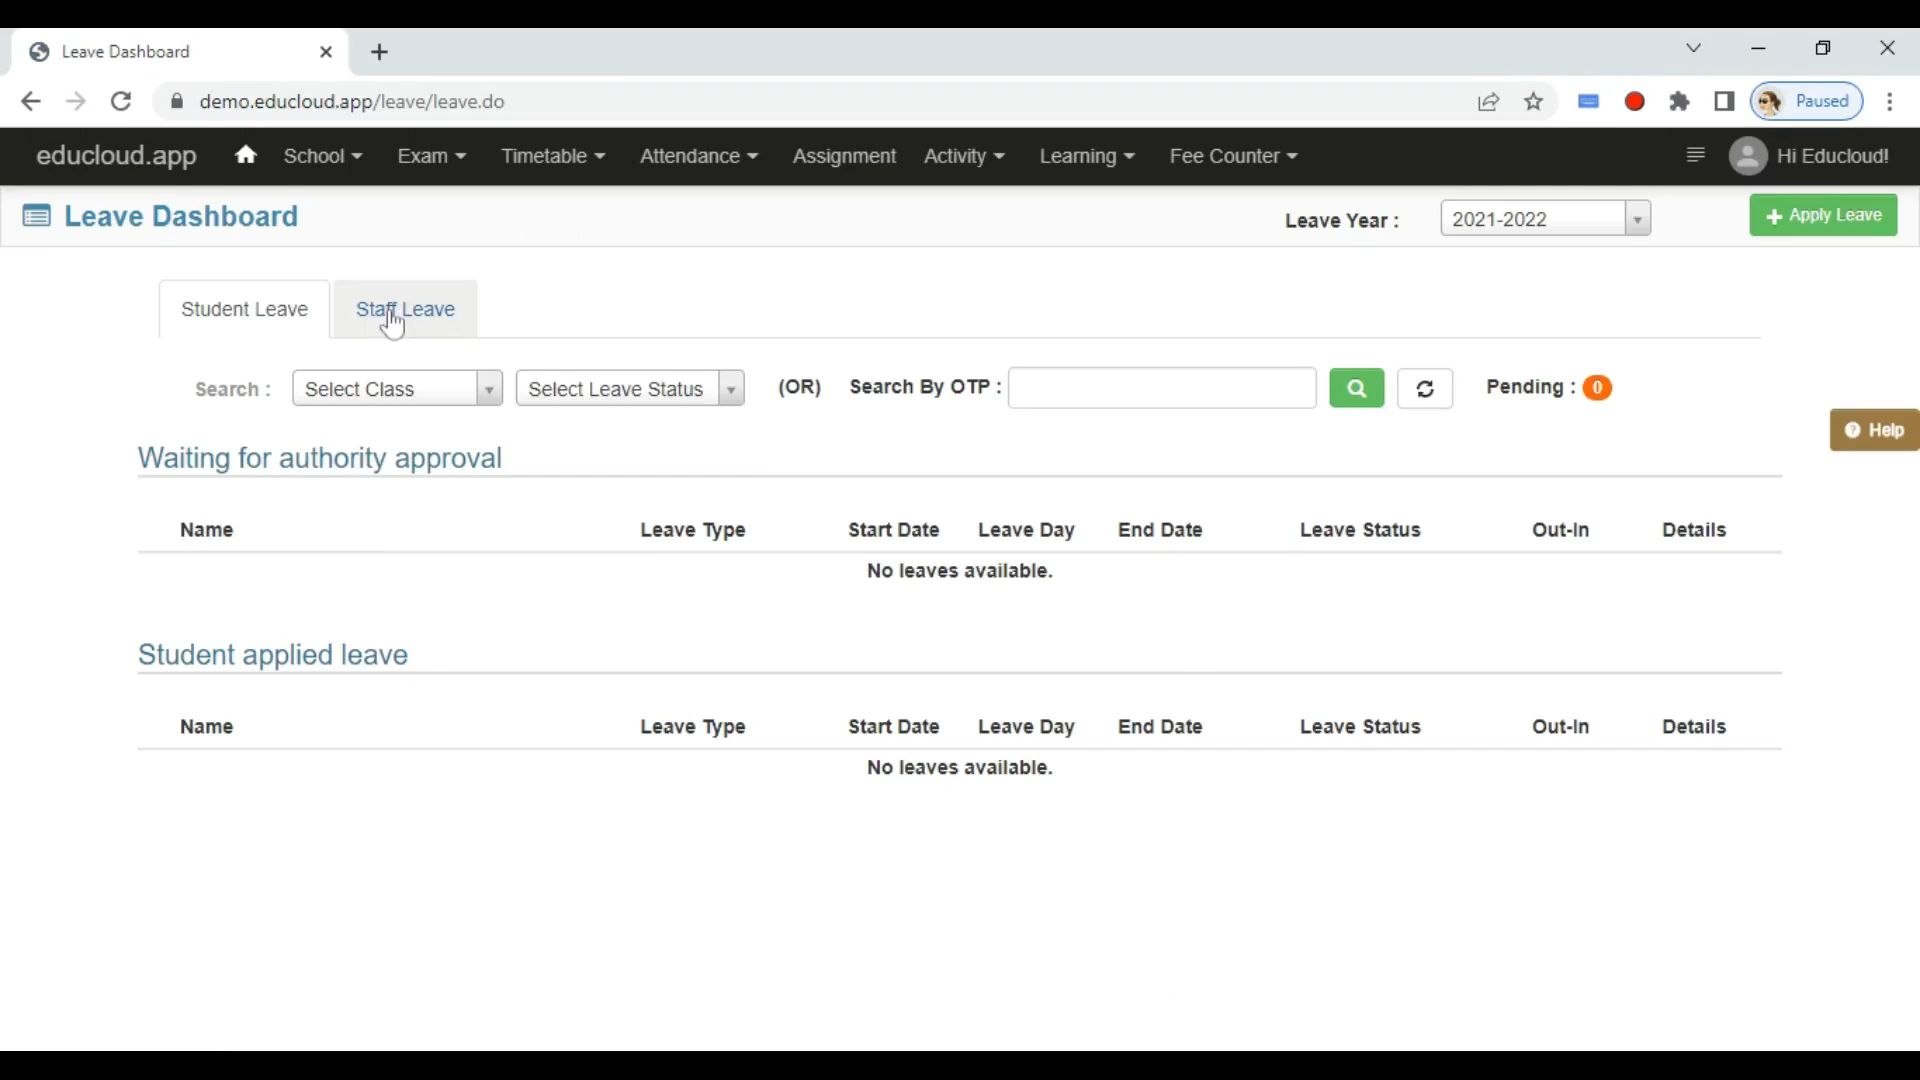 Leave Dashboard
demo.educloud.app/leave/leave.do
Paused
educloud.app School Exam Timetable Attendance Assignment Activity Learning Fee Counter Hi Educloud!
Leave Dashboard Leave Year : 2021-2022 Apply Leave
Student Leave Staff Leave
Search : Select Class Select Leave Status (OR) Search By OTP : Pending : 0
Help
Waiting for authority approval
Name Leave Type Start Date Leave Day End Date Leave Status Out-In Details
No leaves available.
Student applied leave
Name Leave Type Start Date Leave Day End Date Leave Status Out-In Details
No leaves available.